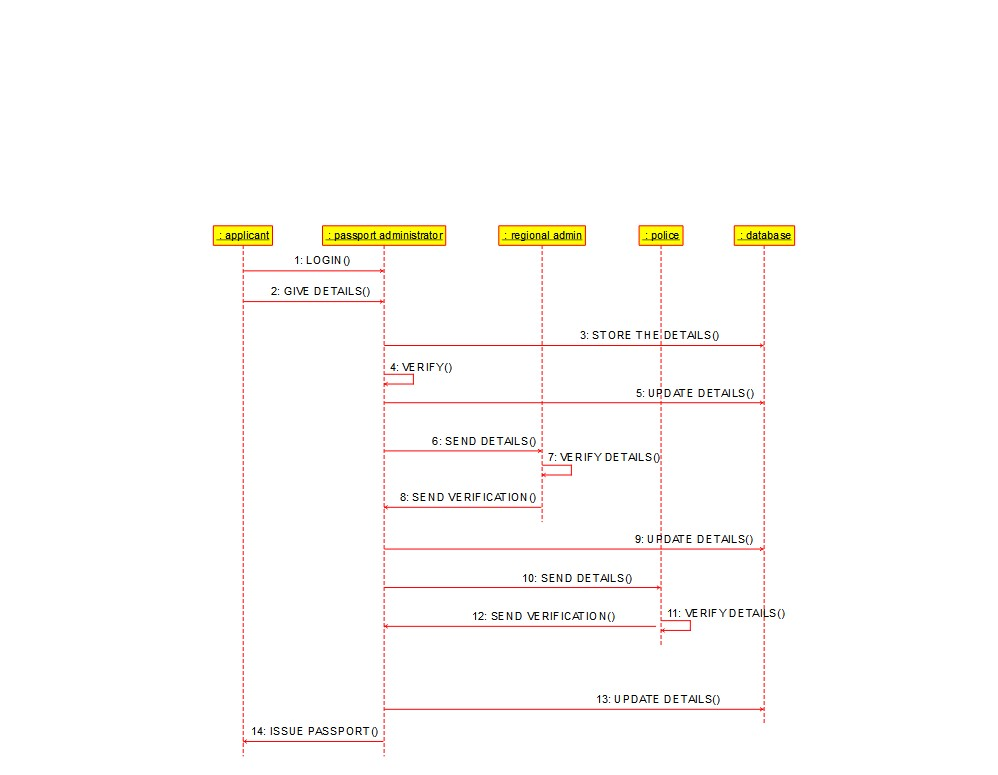 : applicant
: passport administrator
: regional admin
: police
: database
1: LOGIN()
2: GIVE DETAILS()
3: STORE THE DETAILS()
4: VERIFY()
5: UPDATE DETAILS()
6: SEND DETAILS()
7: VERIFY DETAILS()
8: SEND VERIFICATION()
9: UPDATE DETAILS()
10: SEND DETAILS()
11: VERIFY DETAILS()
12: SEND VERIFICATION()
13: UPDATE DETAILS()
14: ISSUE PASSPORT()